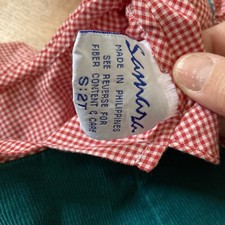 Samara
MADE IN PHILIPPINES
SEE REVERSE FOR
FIBER CONTENT & CARE
S: 2T